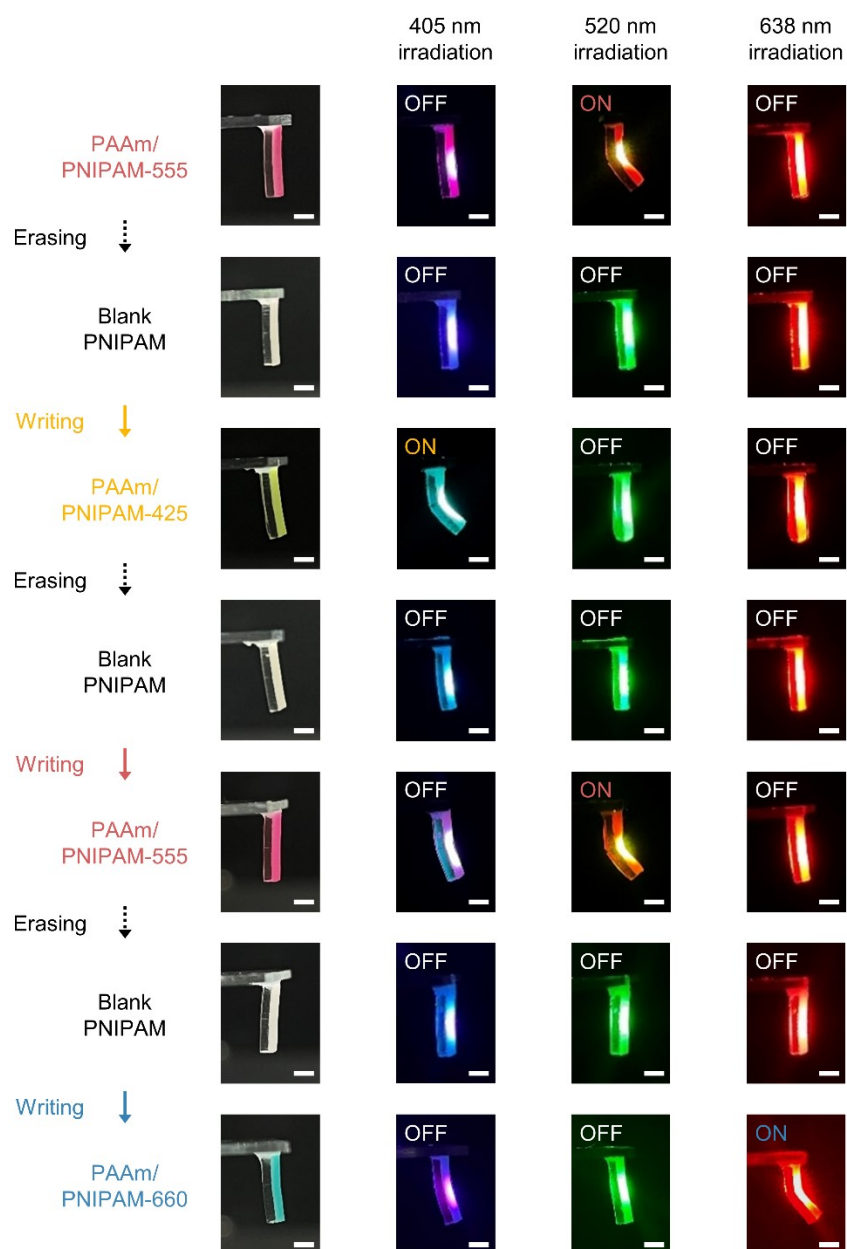 405 nm
irradiation
520 nm
irradiation
638 nm
irradiation
PAAm/
PNIPAM-555
OFF
ON
OFF
Erasing
Blank
PNIPAM
OFF
OFF
OFF
Writing
PAAm/
PNIPAM-425
ON
OFF
OFF
Erasing
Blank
PNIPAM
OFF
OFF
OFF
Writing
PAAm/
PNIPAM-555
OFF
ON
OFF
Erasing
Blank
PNIPAM
OFF
OFF
OFF
Writing
PAAm/
PNIPAM-660
OFF
OFF
ON